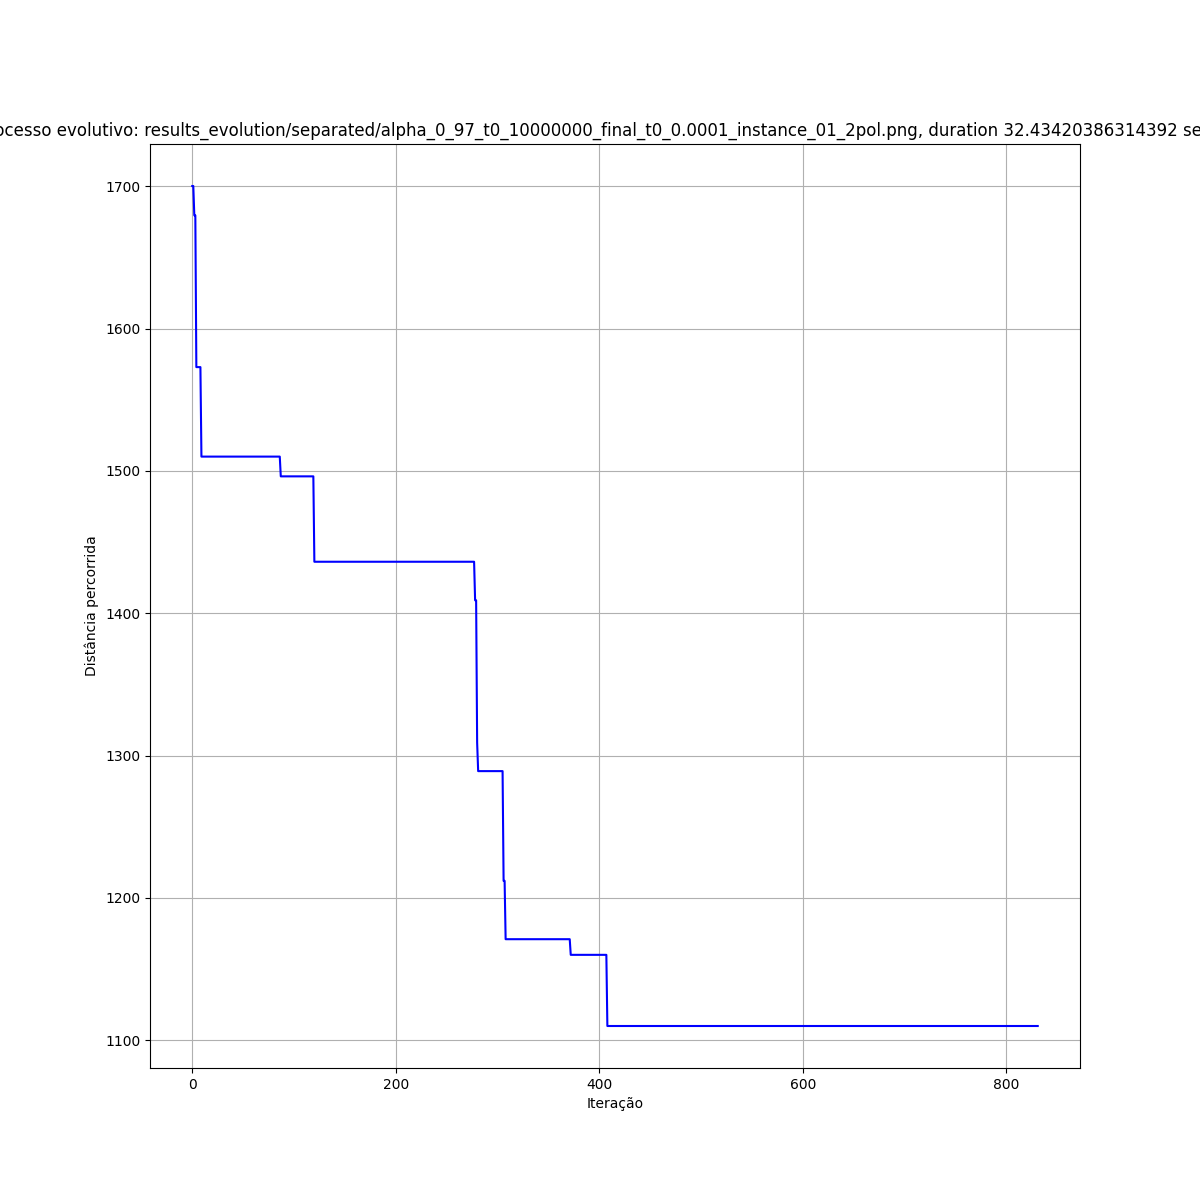 ocesso evolutivo: results_evolution/separated/alpha_0_97_t0_10000000_final_t0_0.0001_instance_01_2pol.png, duration 32.43420386314392 se
1700
1600
1500
1400
1300
1200
1100
Distância percorrida
0 200 400 600 800
Iteração